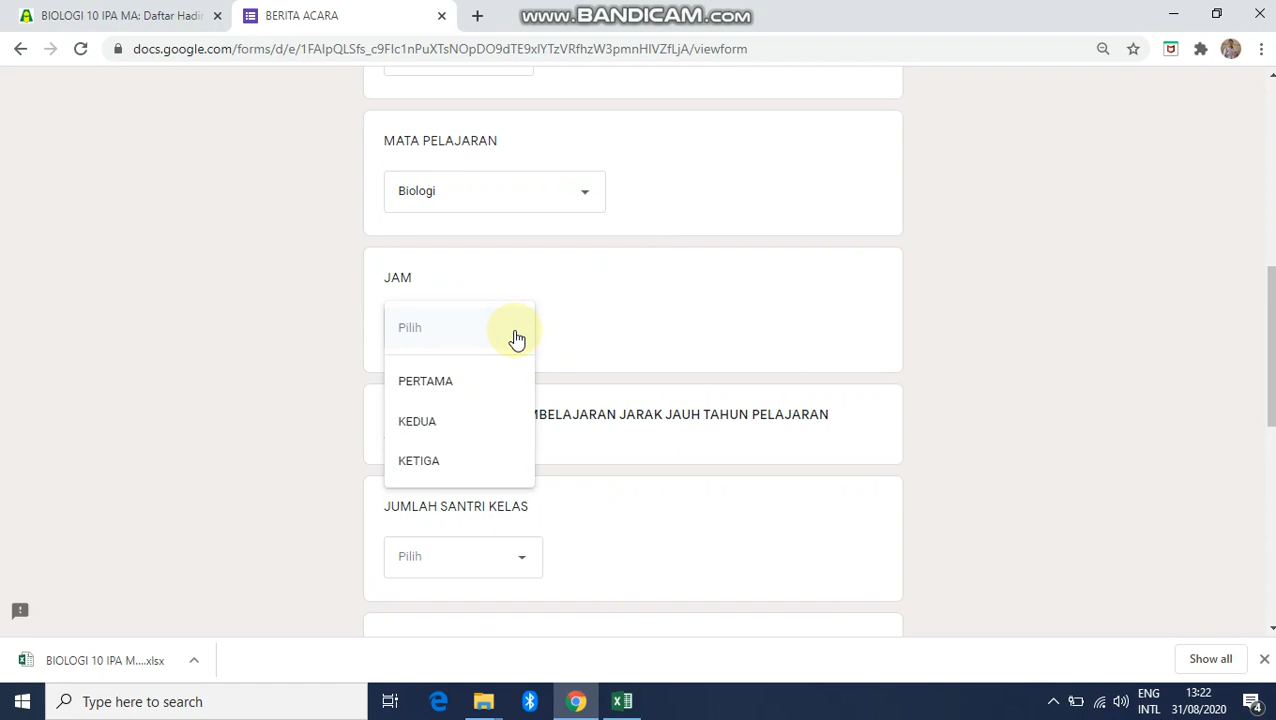 BIOLOGI 10 IPA MA: Daftar Hadir
BERITA ACARA
www.BANDICAM.com
docs.google.com/forms/d/e/1FAIpQLSfs_c9FIc1nPuXTsNOpDO9dTE9xIYTzVRfhzW3pmnHIVZfLjA/viewform
MATA PELAJARAN
Biologi
JAM
Pilih
PERTAMA
MBELAJARAN JARAK JAUH TAHUN PELAJARAN
KEDUA
KETIGA
JUMLAH SANTRI KELAS
Pilih
BIOLOGI 10 IPA M....xlsx
Show all
Type here to search
ENG
INTL
13:22
31/08/2020
4